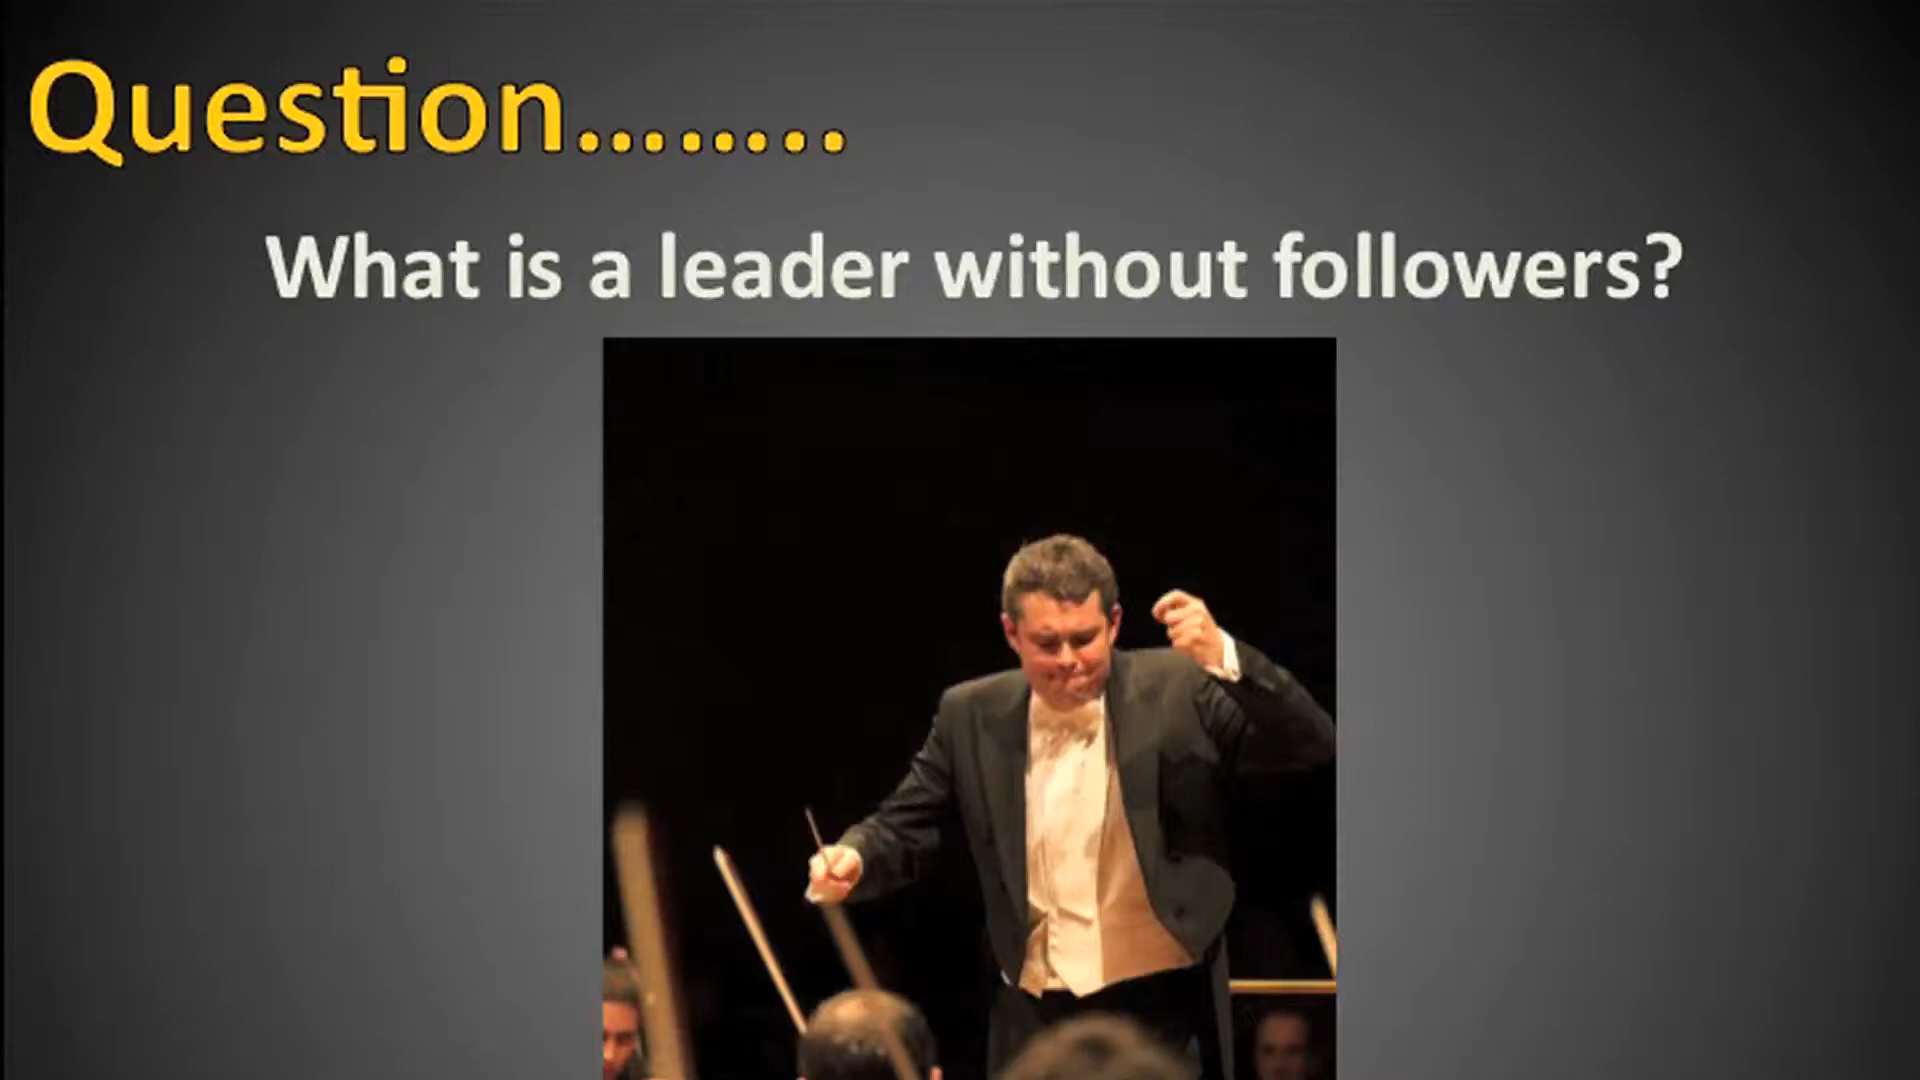 Question........
What is a leader without followers?